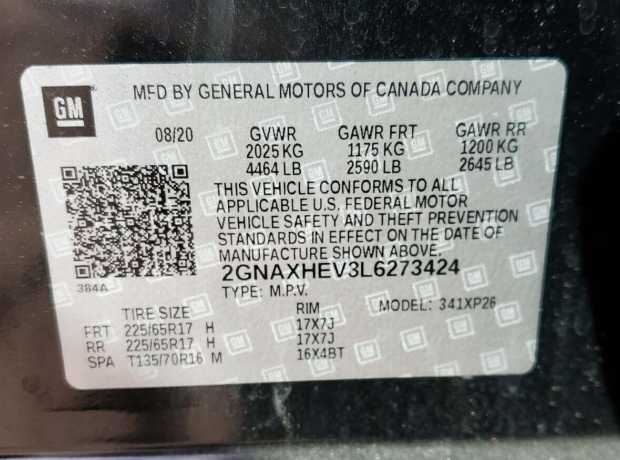 GM
MFD BY GENERAL MOTORS OF CANADA COMPANY
08/20 GVWR GAWR FRT GAWR RR
2025 KG 1175 KG 1200 KG
4464 LB 2590 LB 2645 LB
THIS VEHICLE CONFORMS TO ALL
APPLICABLE U.S. FEDERAL MOTOR
VEHICLE SAFETY AND THEFT PREVENTION
STANDARDS IN EFFECT ON THE DATE OF
MANUFACTURE SHOWN ABOVE.
2GNAXHEV3L6273424
384A
TYPE: M.P.V.
TIRE SIZE RIM MODEL: 341XP26
FRT 225/65R17 H 17X7J
RR 225/65R17 H 17X7J
SPA T135/70R16 M 16X4BT